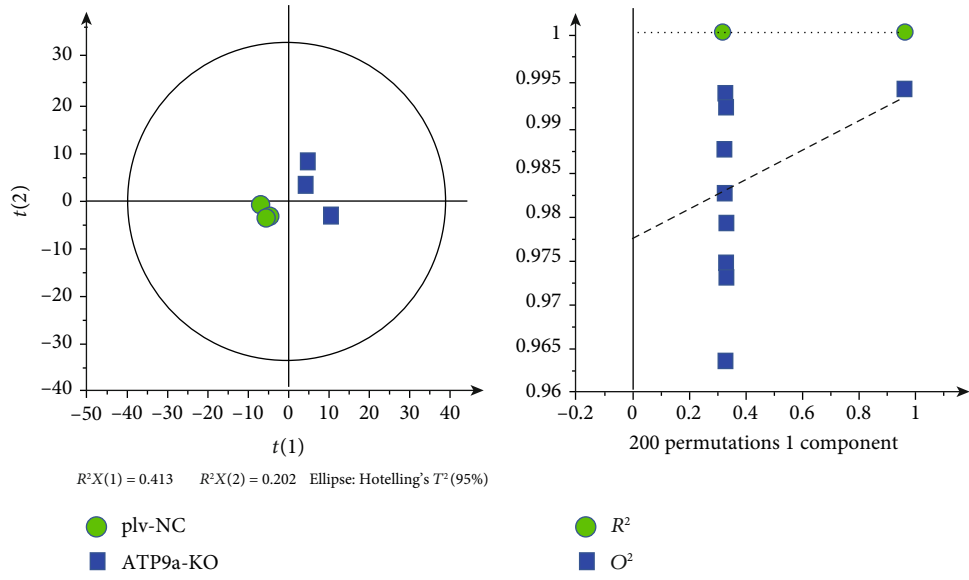 t(2)
30
20
10
0
−10
−20
−30
−40
−50 −40 −30 −20 −10 0 10 20 30 40
t(1)
R²X(1) = 0.413 R²X(2) = 0.202 Ellipse: Hotelling's T² (95%)
plv-NC
ATP9a-KO
1
0.995
0.99
0.985
0.98
0.975
0.97
0.965
0.96
−0.2 0 0.2 0.4 0.6 0.8 1
200 permutations 1 component
R²
O²